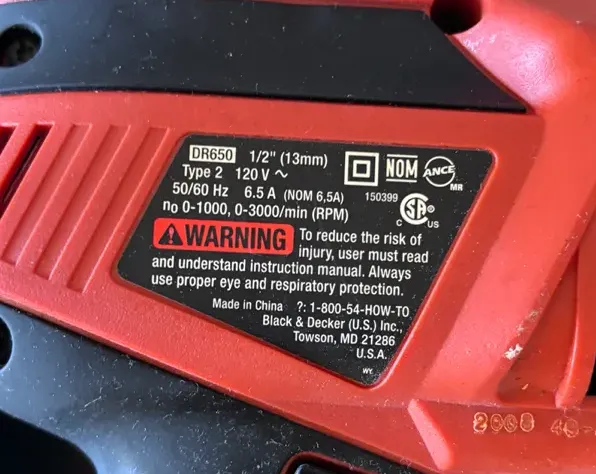 DR650 1/2" (13mm) NOM ANCE MR
Type 2 120 V ~
50/60 Hz 6.5 A (NOM 6,5A) 150399
C SA ® C US
no 0-1000, 0-3000/min (RPM)
WARNING To reduce the risk of
injury, user must read
and understand instruction manual. Always
use proper eye and respiratory protection.
Made in China ?: 1-800-54-HOW-TO
Black & Decker (U.S.) Inc.,
Towson, MD 21286
U.S.A.
WY.